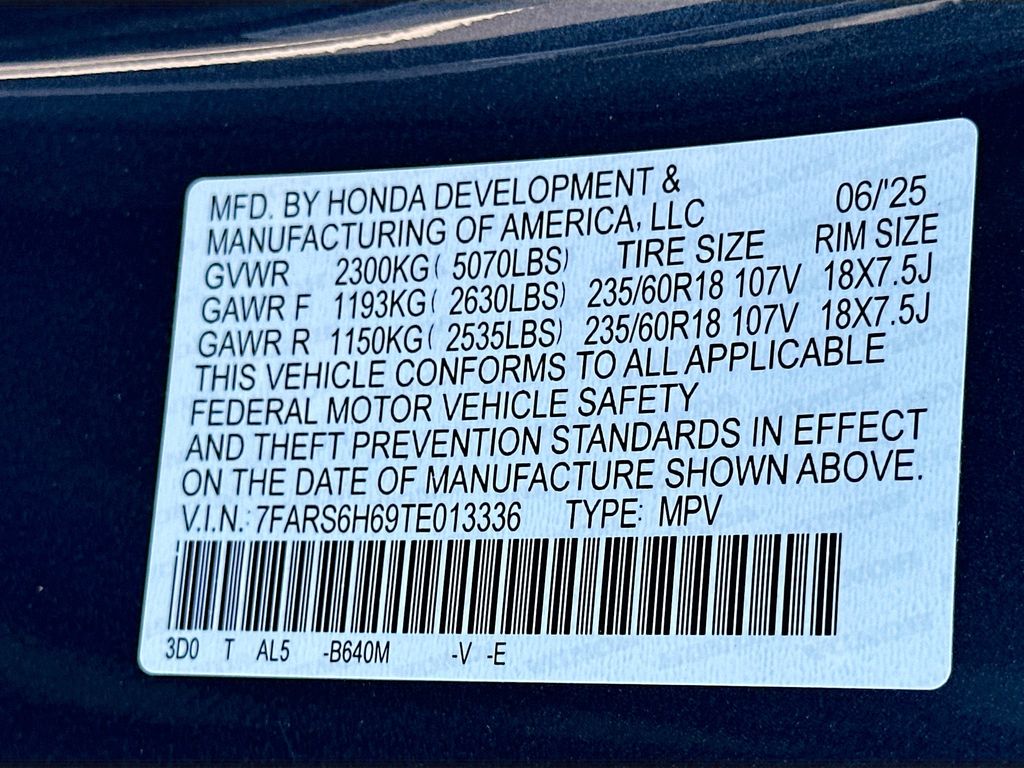 MFD. BY HONDA DEVELOPMENT &
MANUFACTURING OF AMERICA, LLC 06/'25
GVWR 2300KG( 5070LBS) TIRE SIZE RIM SIZE
GAWR F 1193KG( 2630LBS) 235/60R18 107V 18X7.5J
GAWR R 1150KG( 2535LBS) 235/60R18 107V 18X7.5J
THIS VEHICLE CONFORMS TO ALL APPLICABLE
FEDERAL MOTOR VEHICLE SAFETY
AND THEFT PREVENTION STANDARDS IN EFFECT
ON THE DATE OF MANUFACTURE SHOWN ABOVE.
V.I.N.: 7FARS6H69TE013336 TYPE: MPV
3D0 T AL5 -B640M -V -E